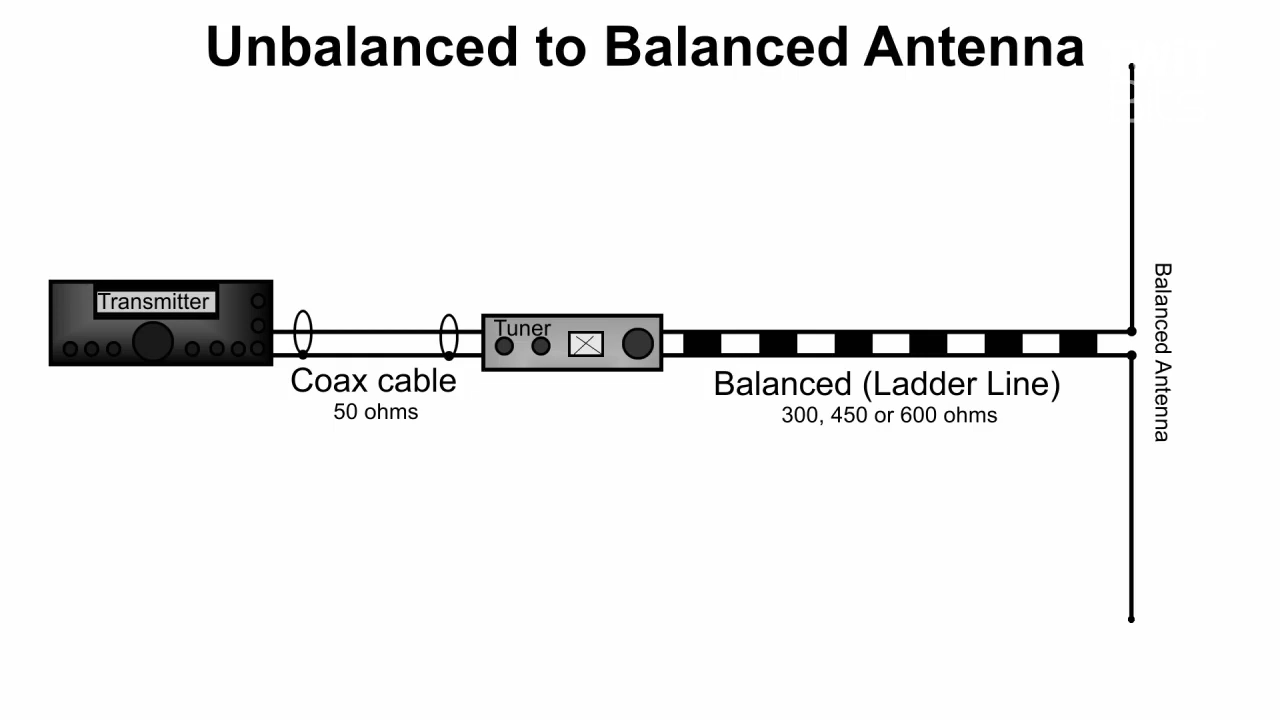 Unbalanced to Balanced Antenna
Transmitter
Tuner
Coax cable
50 ohms
Balanced (Ladder Line)
300, 450 or 600 ohms
Balanced Antenna